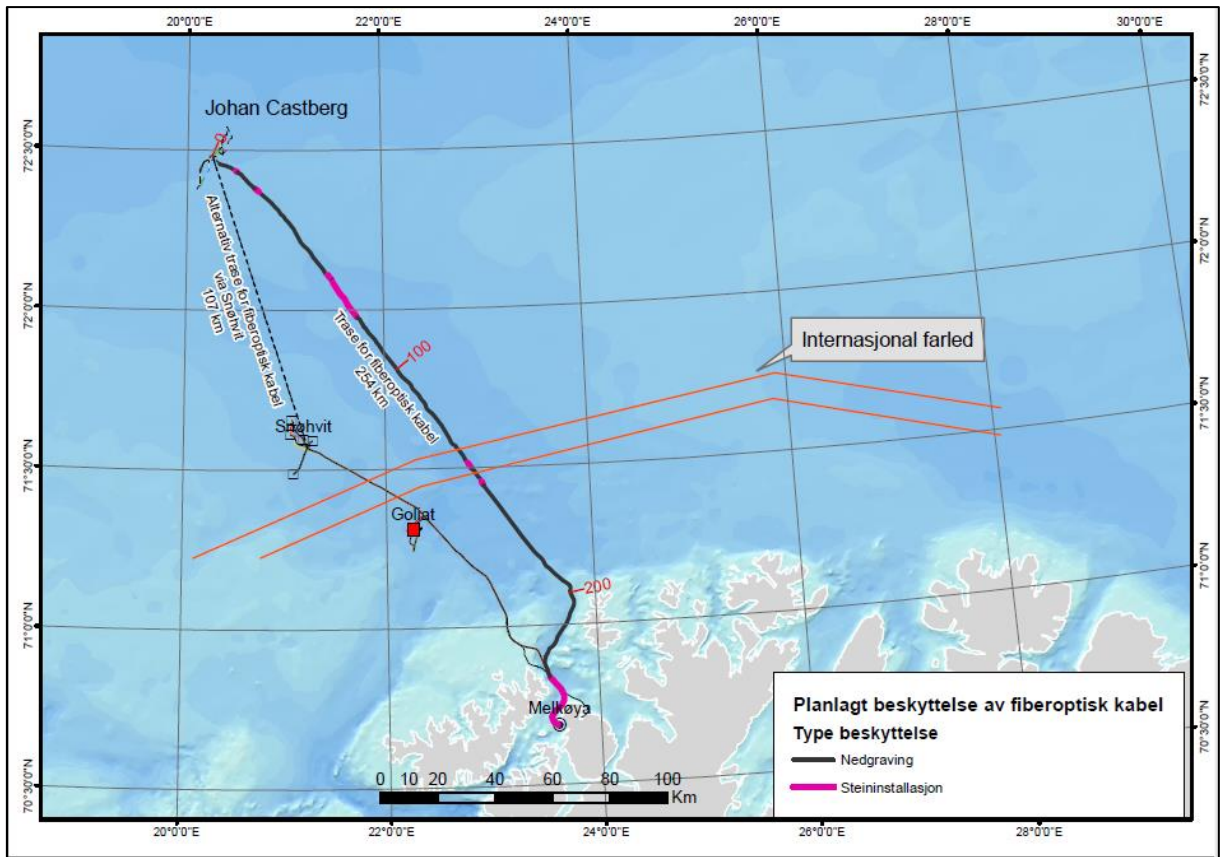 20°0'0"E 22°0'0"E 24°0'0"E 26°0'0"E 28°0'0"E 30°0'0"E
72°30'0"N
72°30'0"N
Johan Castberg
0
Alternativ trase for fiberoptisk kabel
via Snøhvit
107 km
72°0'0"N
72°0'0"N
Trase for fiberoptisk kabel
254 km
100
Internasjonal farled
Snøhvit
71°30'0"N
71°30'0"N
Goliat
200
71°0'0"N
71°0'0"N
Melkøya
70°30'0"N
70°30'0"N
0 10 20 40 60 80 100
Km
Planlagt beskyttelse av fiberoptisk kabel
Type beskyttelse
Nedgraving
Steininstallasjon
20°0'0"E 22°0'0"E 24°0'0"E 26°0'0"E 28°0'0"E